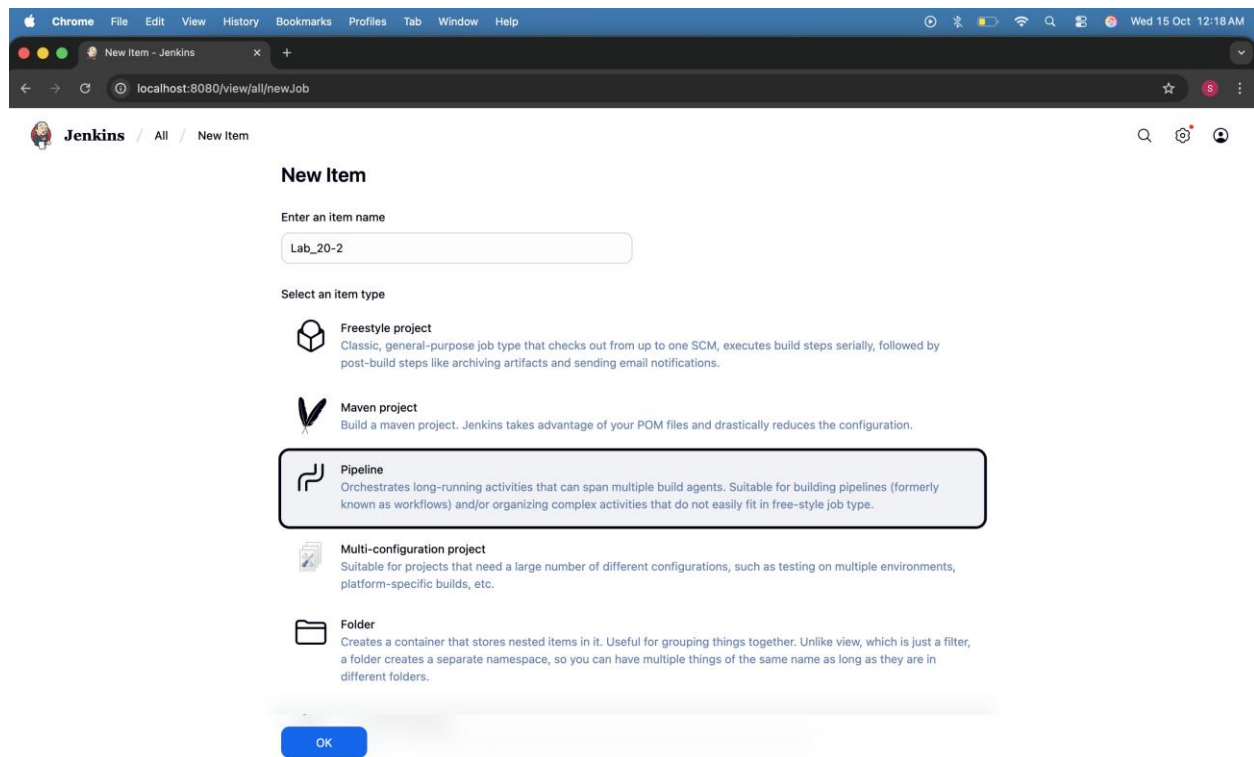 Chrome File Edit View History Bookmarks Profiles Tab Window Help Wed 15 Oct 12:18 AM
New Item - Jenkins
localhost:8080/view/all/newJob
S
Jenkins / All / New Item
New Item
Enter an item name
Lab_20-2
Select an item type
Freestyle project
Classic, general-purpose job type that checks out from up to one SCM, executes build steps serially, followed by
post-build steps like archiving artifacts and sending email notifications.
Maven project
Build a maven project. Jenkins takes advantage of your POM files and drastically reduces the configuration.
Pipeline
Orchestrates long-running activities that can span multiple build agents. Suitable for building pipelines (formerly
known as workflows) and/or organizing complex activities that do not easily fit in free-style job type.
Multi-configuration project
Suitable for projects that need a large number of different configurations, such as testing on multiple environments,
platform-specific builds, etc.
Folder
Creates a container that stores nested items in it. Useful for grouping things together. Unlike view, which is just a filter,
a folder creates a separate namespace, so you can have multiple things of the same name as long as they are in
different folders.
OK